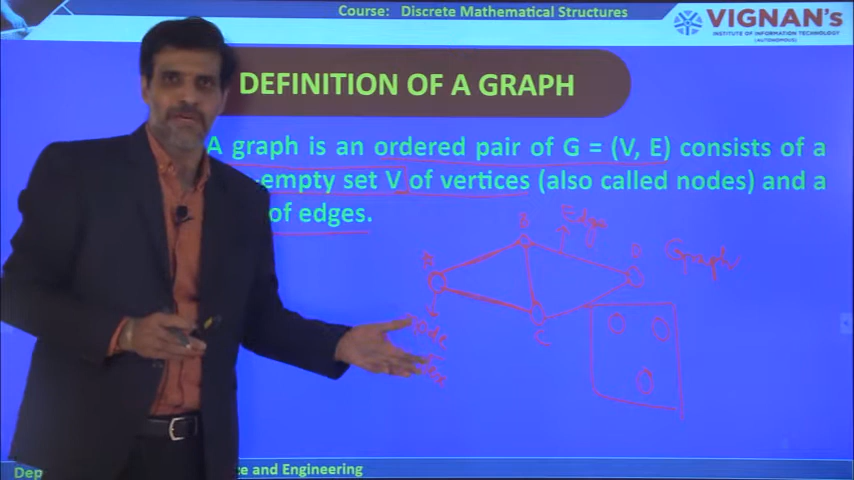 Course: Discrete Mathematical Structures
VIGNAN's
INSTITUTE OF INFORMATION TECHNOLOGY
(AUTONOMOUS)
DEFINITION OF A GRAPH
A graph is an ordered pair of G = (V, E) consists of a
-empty set V of vertices (also called nodes) and a
of edges.
B
Edge
D
Graph
A
C
Dep
ce and Engineering